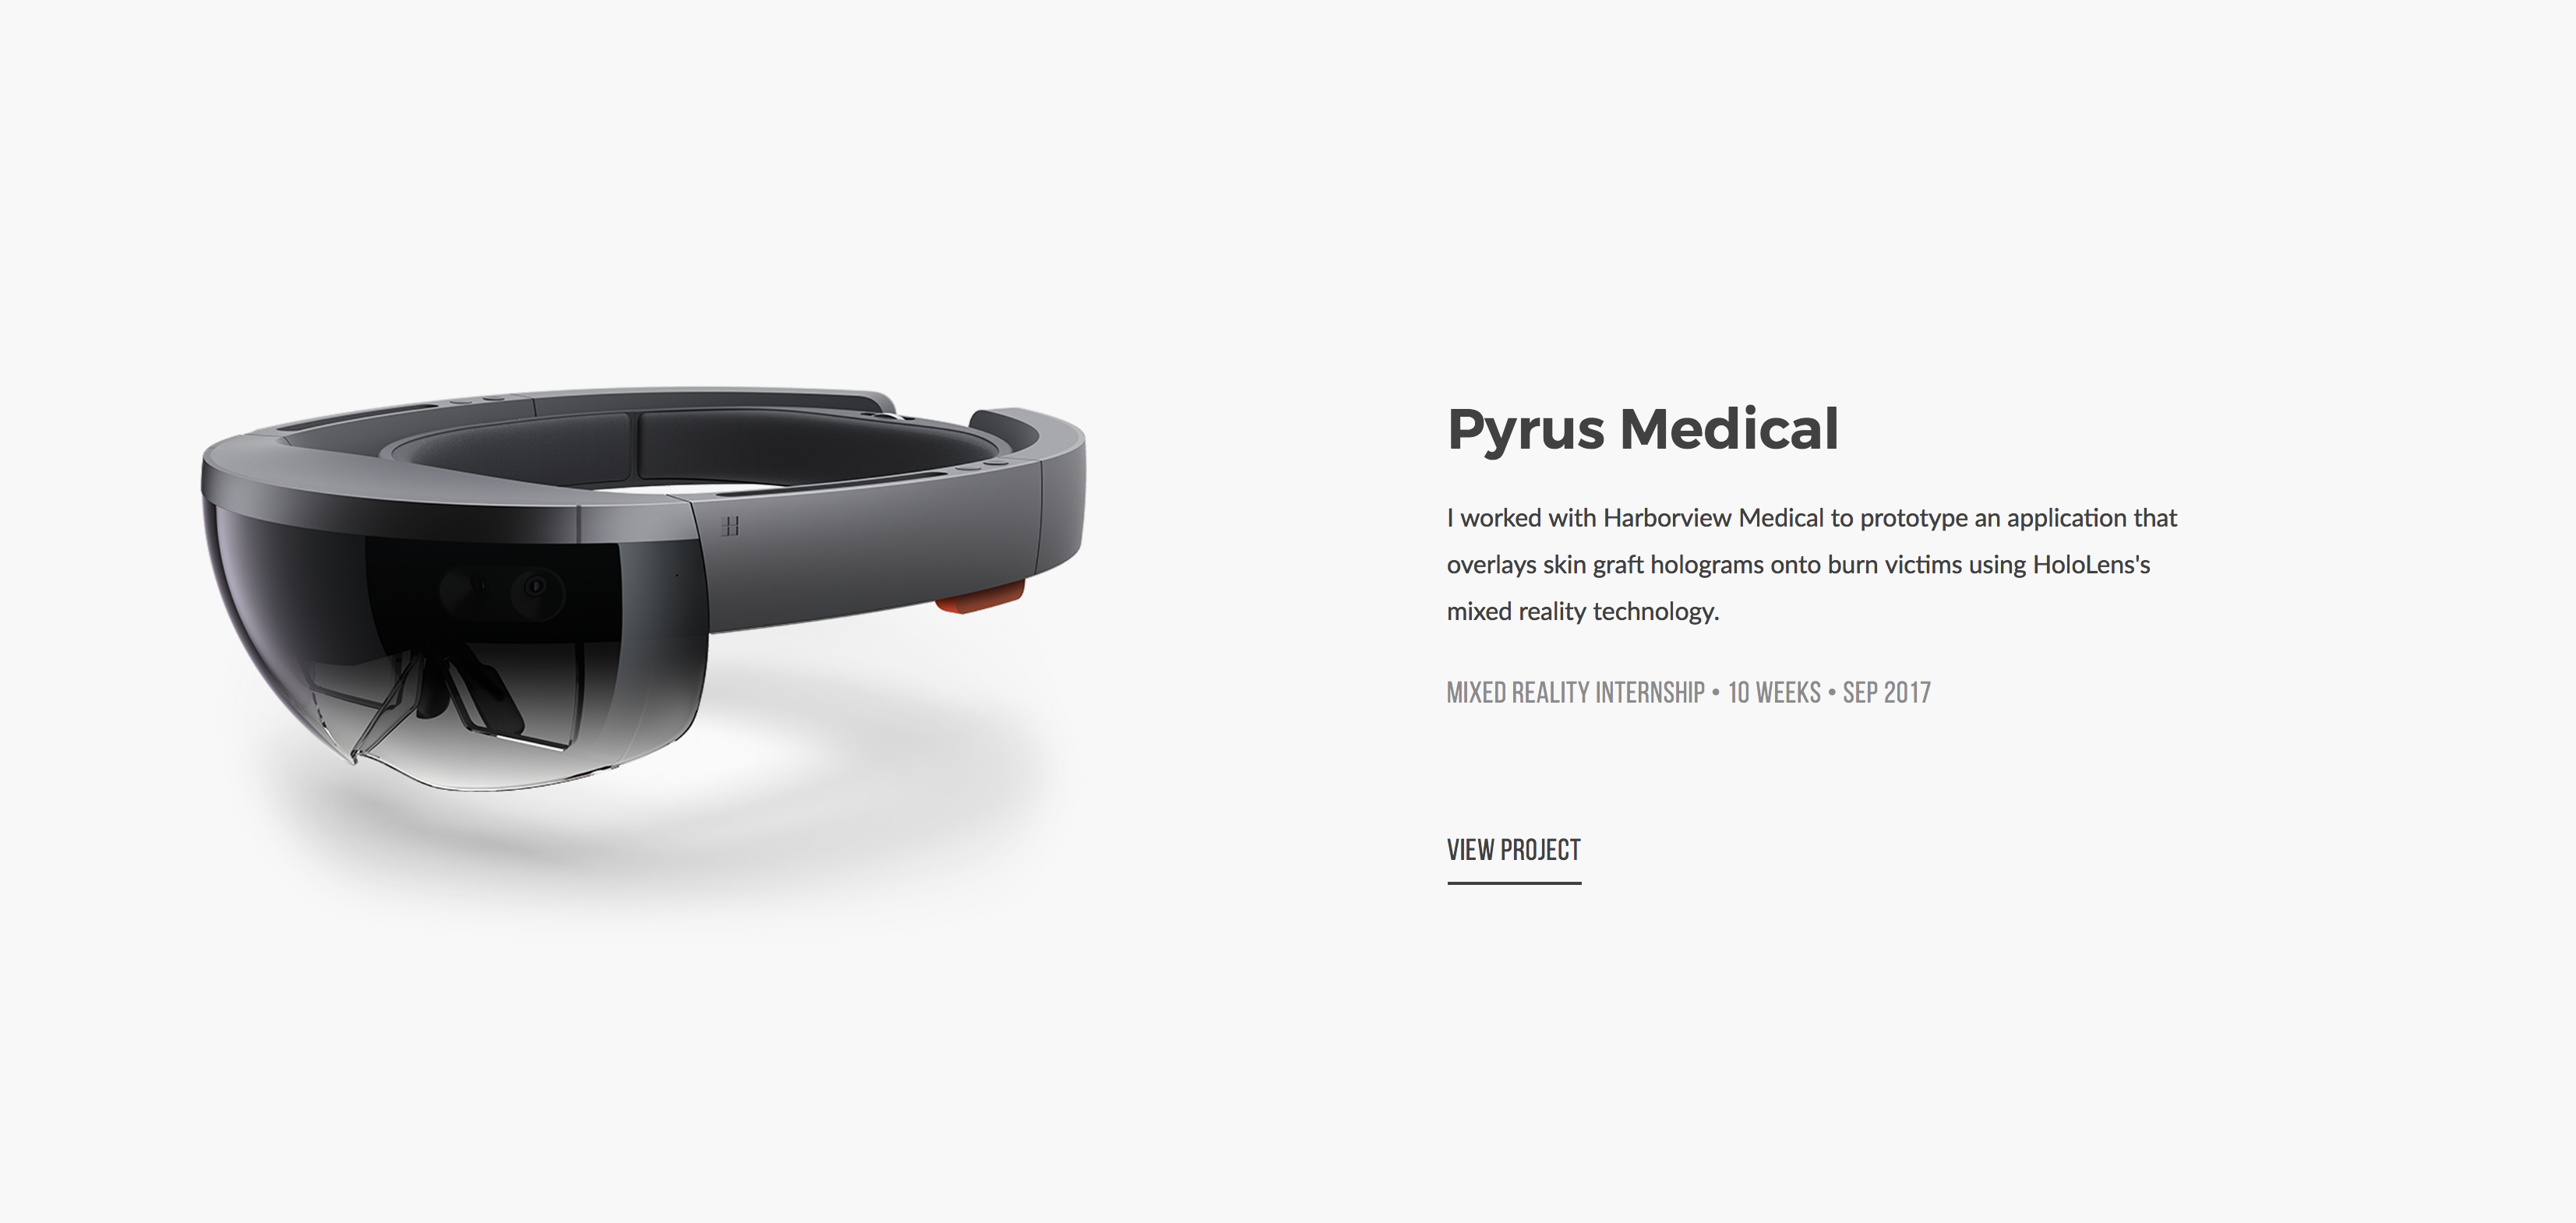 Pyrus Medical
I worked with Harborview Medical to prototype an application that
overlays skin graft holograms onto burn victims using HoloLens's
mixed reality technology.
MIXED REALITY INTERNSHIP • 10 WEEKS • SEP 2017
VIEW PROJECT